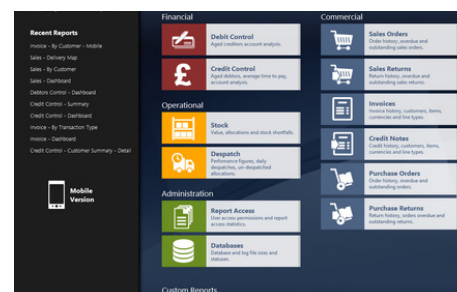 Recent Reports
Invoice - By Customer - Mobile
Sales - Delivery Map
Sales - By Customer
Sales - Dashboard
Debtors Control - Dashboard
Credit Control - Summary
Credit Control - Dashboard
Invoice - By Transaction Type
Invoice - Dashboard
Credit Control - Customer Summary - Detail
Mobile
Version
Financial
Debit Control
Aged creditors account analysis.
£
Credit Control
Aged debtors, average time to pay,
account analysis.
Operational
Stock
Value, allocations and stock shortfalls.
Despatch
Performance figures, daily
despatches, un-despatched
allocations.
Administration
Report Access
User access permissions and report
access statistics.
Databases
Database and log file sizes and
statuses.
Custom Reports
Commercial
Sales Orders
Order history, overdue and
outstanding sales orders.
Sales Returns
Return history, overdue and
outstanding sales returns.
Invoices
Invoice history, customers, items,
currencies and line types.
Credit Notes
Credit history, customers, items,
currencies and line types.
Purchase Orders
Order history, overdue and
outstanding orders.
Purchase Returns
Return history, orders overdue and
outstanding returns.